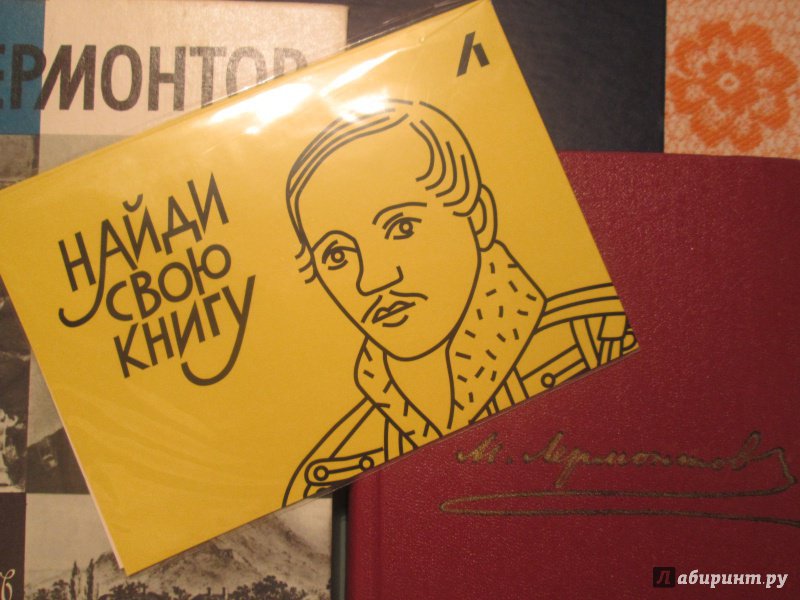 ЕРМОНТОВ
НАЙДИ
СВОЮ
КНИГУ
М. Лермонтов
Лабиринт.ру